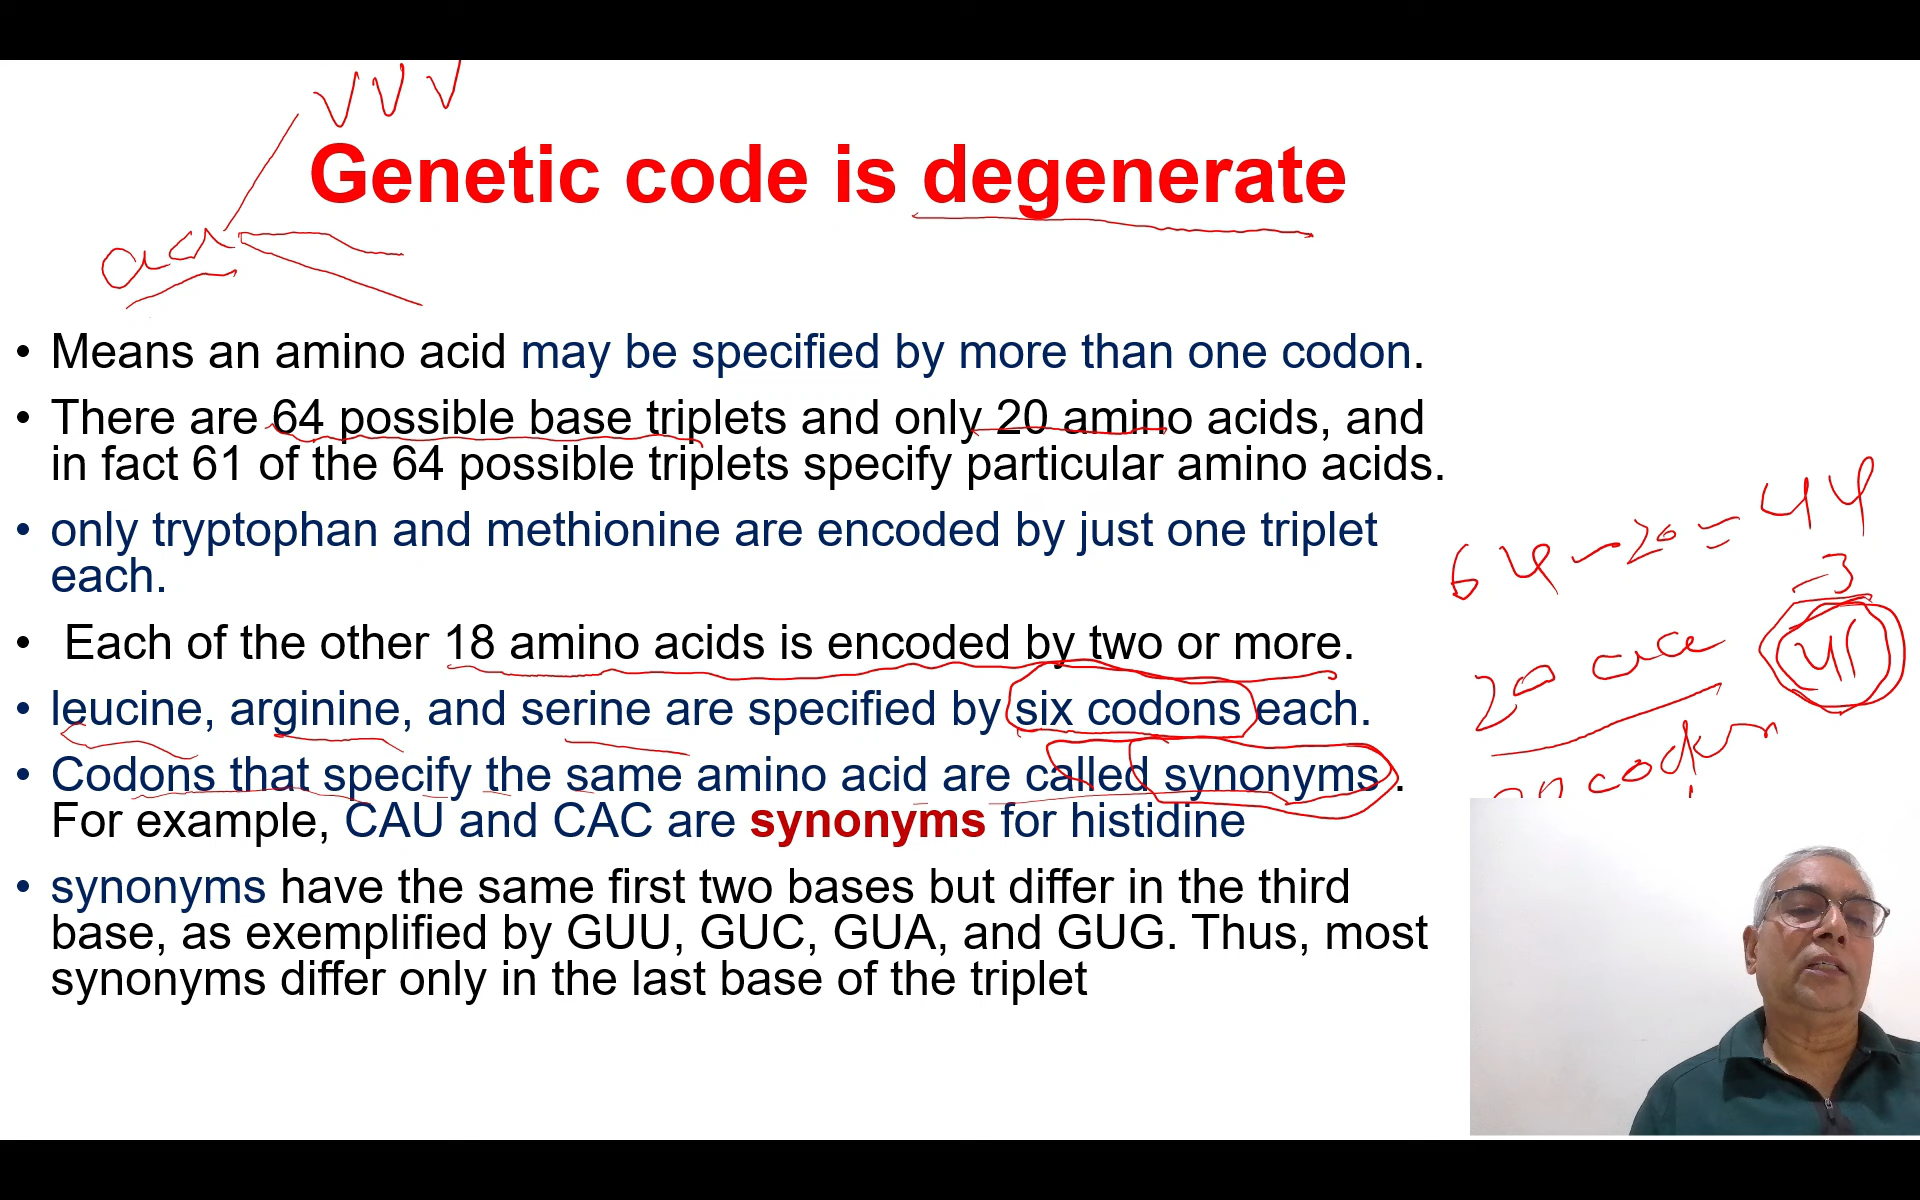 V V V
Genetic code is degenerate
• Means an amino acid may be specified by more than one codon.
• There are 64 possible base triplets and only 20 amino acids, and
in fact 61 of the 64 possible triplets specify particular amino acids.
• only tryptophan and methionine are encoded by just one triplet
each.
• Each of the other 18 amino acids is encoded by two or more.
• leucine, arginine, and serine are specified by six codons each.
• Codons that specify the same amino acid are called synonyms .
For example, CAU and CAC are synonyms for histidine
• synonyms have the same first two bases but differ in the third
base, as exemplified by GUU, GUC, GUA, and GUG. Thus, most
synonyms differ only in the last base of the triplet
64 - 20 = 44
- 3
41
20